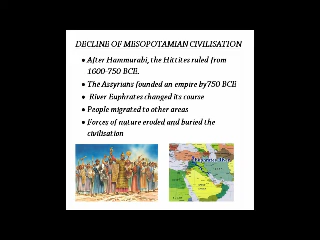 DECLINE OF MESOPOTAMIAN CIVILISATION
• After Hammurabi, the Hittites ruled from
1600-750 BCE.
• The Assyrians founded an empire by750 BCE
• River Euphrates changed its course
• People migrated to other areas
• Forces of nature eroded and buried the
civilisation